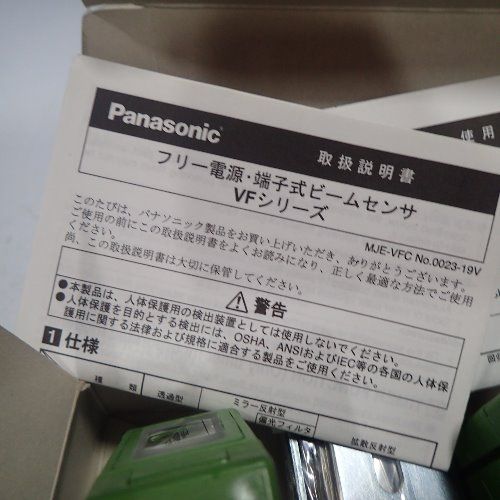 Panasonic
取扱説明書
フリー電源・端子式ビームセンサ
VFシリーズ
MJE-VFC No.0023-19V
このたびは、パナソニック製品をお買い上げいただき、ありがとうございます。
ご使用の前にこの取扱説明書をよくお読みになり、正しく最適な方法でご使用
尚、この取扱説明書は大切に保管してください。
警告
●本製品は、人体保護用の検出装置としては使用しないでください。
●人体保護を目的とする検出には、OSHA、ANSIおよびIEC等の各国の人体保
護用に関する法律および規格に適合する製品をご使用ください。
1 仕様
種類
透過型
ミラー反射型
偏光フィルタ
拡散反射型
使用